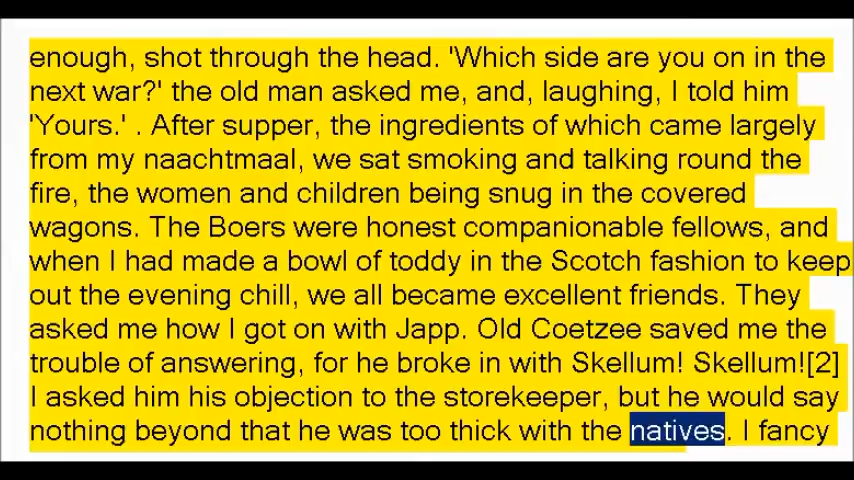 enough, shot through the head. 'Which side are you on in the
next war?' the old man asked me, and, laughing, I told him
'Yours.' . After supper, the ingredients of which came largely
from my naachtmaal, we sat smoking and talking round the
fire, the women and children being snug in the covered
wagons. The Boers were honest companionable fellows, and
when I had made a bowl of toddy in the Scotch fashion to keep
out the evening chill, we all became excellent friends. They
asked me how I got on with Japp. Old Coetzee saved me the
trouble of answering, for he broke in with Skellum! Skellum![2]
I asked him his objection to the storekeeper, but he would say
nothing beyond that he was too thick with the natives. I fancy